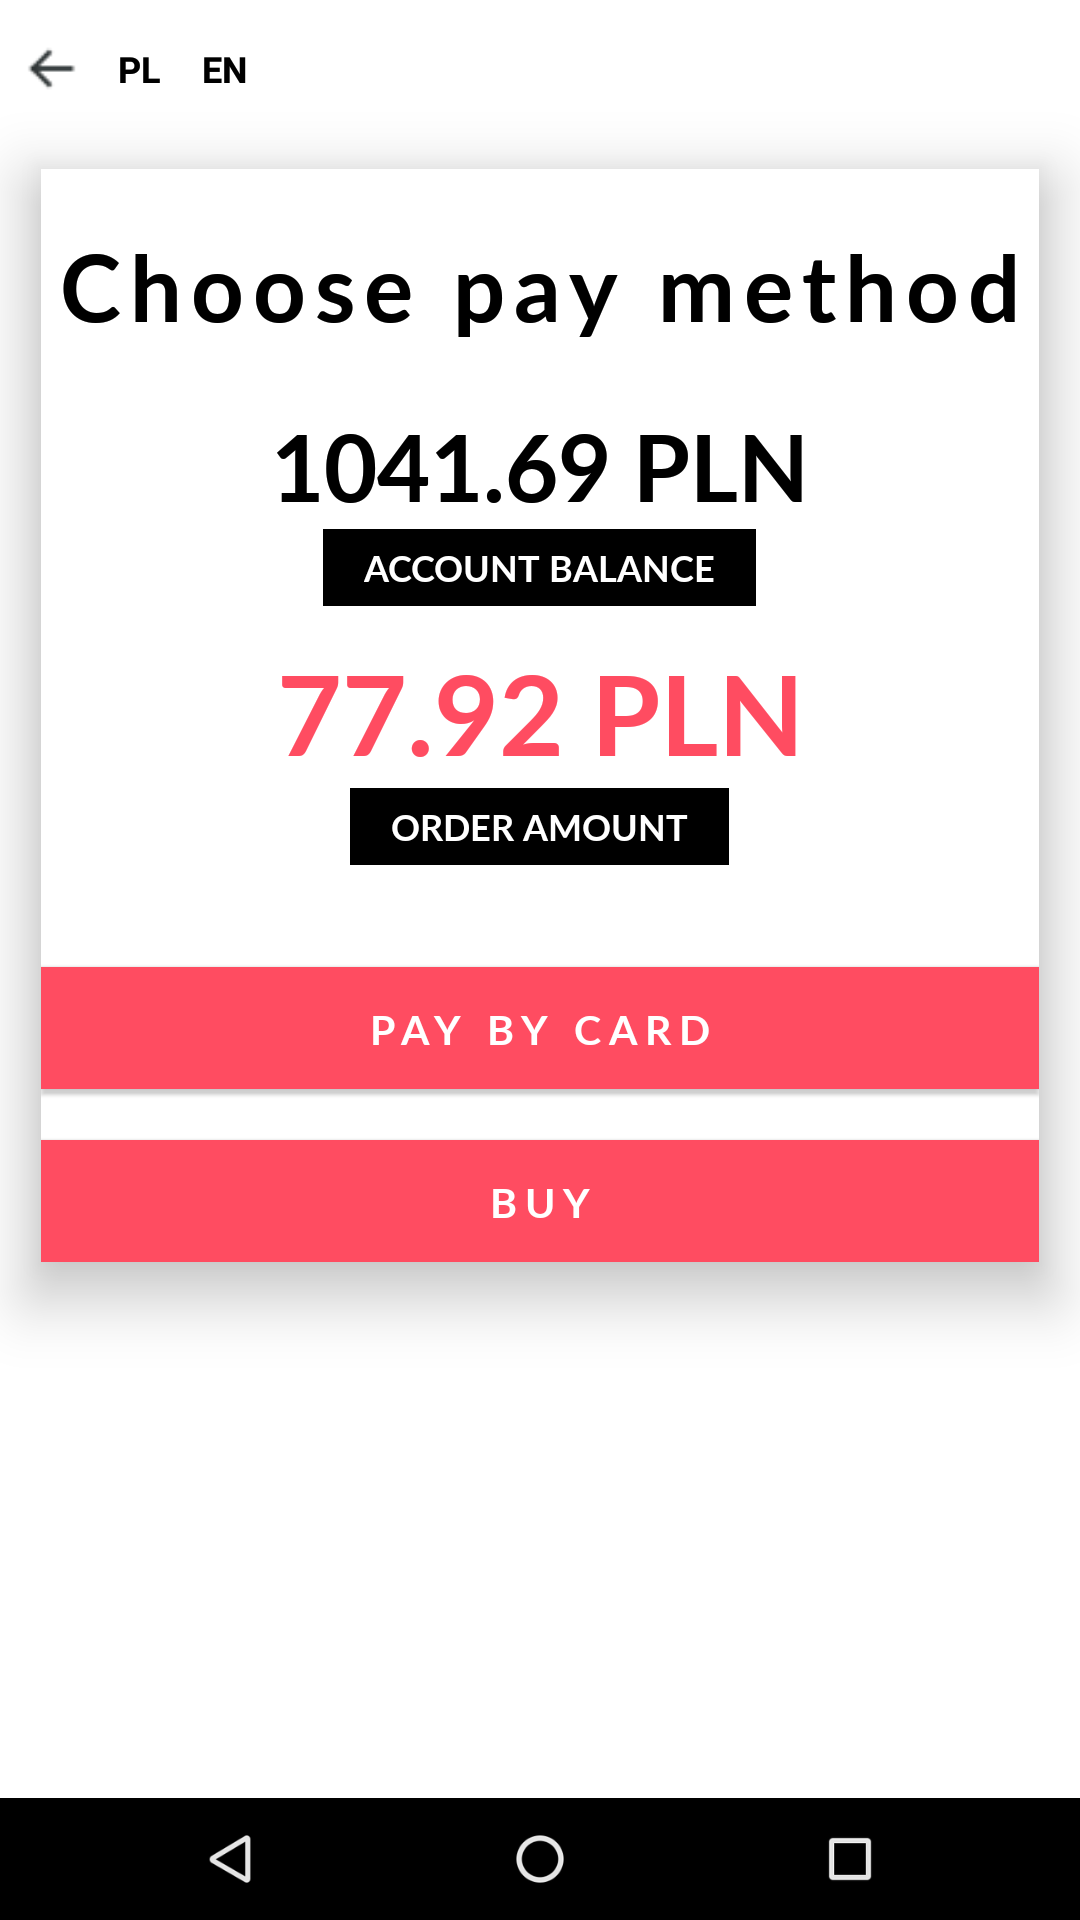 PL EN
Choose pay method
1041.69 PLN
ACCOUNT BALANCE
77.92 PLN
ORDER AMOUNT
PAY BY CARD
BUY